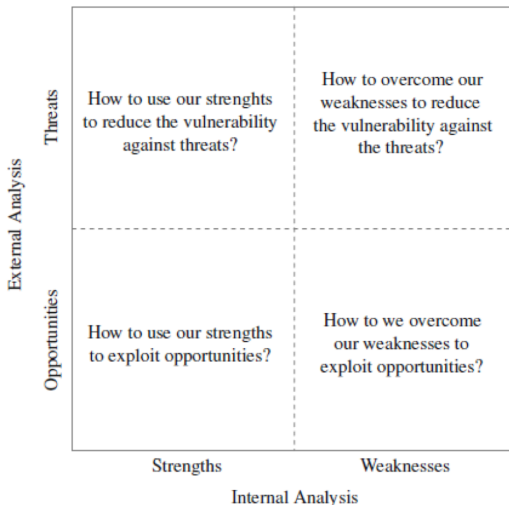 External Analysis
Threats
How to use our strenghts
to reduce the vulnerability
against threats?
How to overcome our
weaknesses to reduce
the vulnerability against
the threats?
Opportunities
How to use our strengths
to exploit opportunities?
How to we overcome
our weaknesses to
exploit opportunities?
Strengths
Weaknesses
Internal Analysis